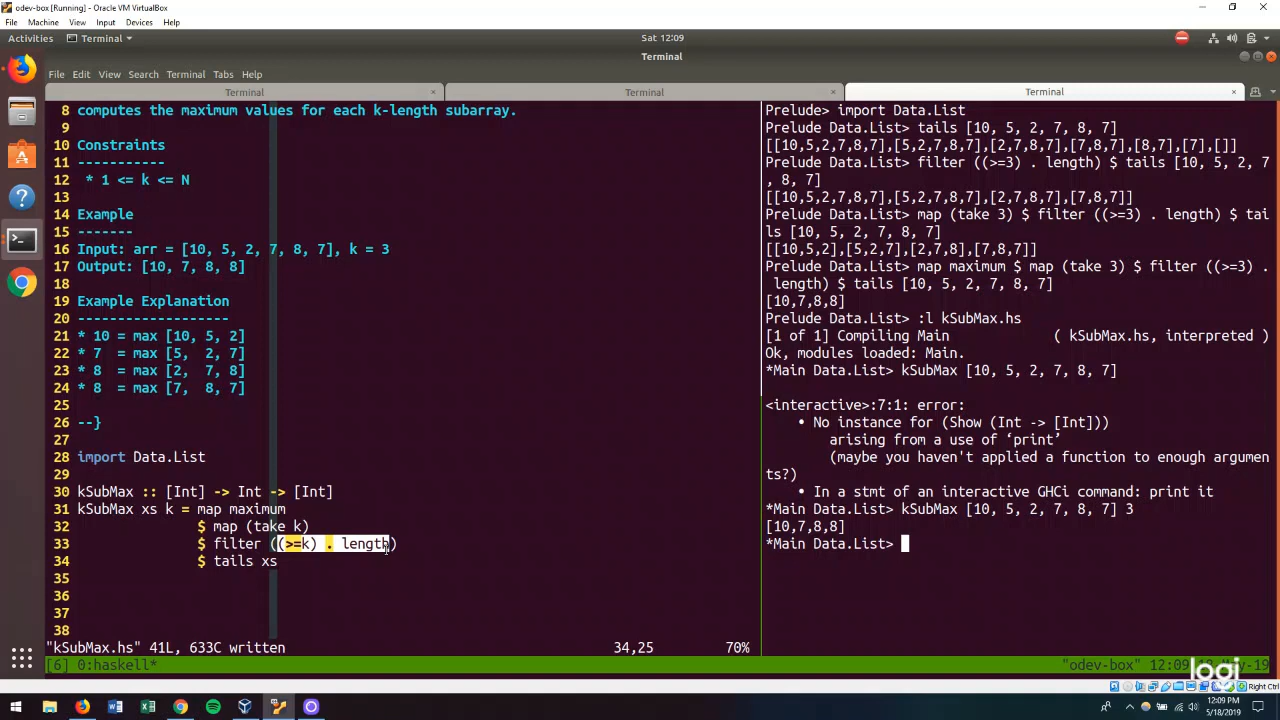 odev-box [Running] - Oracle VM VirtualBox
File Machine View Input Devices Help
Activities Terminal Sat 12:09
Terminal
File Edit View Search Terminal Tabs Help
Terminal × Terminal × Terminal ×
8 computes the maximum values for each k-length subarray.
9
10 Constraints
11 -----------
12 * 1 <= k <= N
13
14 Example
15 -------
16 Input: arr = [10, 5, 2, 7, 8, 7], k = 3
17 Output: [10, 7, 8, 8]
18
19 Example Explanation
20 -------------------
21 * 10 = max [10, 5, 2]
22 * 7  = max [5,  2, 7]
23 * 8  = max [2,  7, 8]
24 * 8  = max [7,  8, 7]
25
26 --}
27
28 import Data.List
29
30 kSubMax :: [Int] -> Int -> [Int]
31 kSubMax xs k = map maximum
32 $ map (take k)
33 $ filter ((>=k) . length)
34 $ tails xs
35
36
37
38
"kSubMax.hs" 41L, 633C written 34,25 70%
Prelude> import Data.List
Prelude Data.List> tails [10, 5, 2, 7, 8, 7]
[[10,5,2,7,8,7],[5,2,7,8,7],[2,7,8,7],[7,8,7],[8,7],[7],[]]
Prelude Data.List> filter ((>=3) . length) $ tails [10, 5, 2, 7
, 8, 7]
[[10,5,2,7,8,7],[5,2,7,8,7],[2,7,8,7],[7,8,7]]
Prelude Data.List> map (take 3) $ filter ((>=3) . length) $ tai
ls [10, 5, 2, 7, 8, 7]
[[10,5,2],[5,2,7],[2,7,8],[7,8,7]]
Prelude Data.List> map maximum $ map (take 3) $ filter ((>=3) .
length) $ tails [10, 5, 2, 7, 8, 7]
[10,7,8,8]
Prelude Data.List> :l kSubMax.hs
[1 of 1] Compiling Main ( kSubMax.hs, interpreted )
Ok, modules loaded: Main.
*Main Data.List> kSubMax [10, 5, 2, 7, 8, 7]
<interactive>:7:1: error:
• No instance for (Show (Int -> [Int]))
arising from a use of ‘print’
(maybe you haven't applied a function to enough argumen
ts?)
• In a stmt of an interactive GHCi command: print it
*Main Data.List> kSubMax [10, 5, 2, 7, 8, 7] 3
[10,7,8,8]
*Main Data.List>
[6] 0:haskell* "odev-box" 12:09
logi
Right Ctrl
12:09 PM
5/18/2019